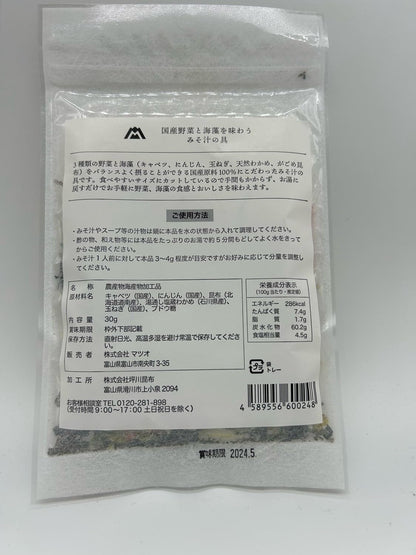 国産野菜と海藻を味わう
みそ汁の具
3種類の野菜と海藻（キャベツ、にんじん、玉ねぎ、天然わかめ、がごめ昆
布）をバランスよく摂ることができる国産原料100%にこだわったみそ汁の
具です。食べやすいサイズにカットしているので手間もかからず、お湯に
戻すだけでお手軽に野菜、海藻の食感とおいしさを味わえます。
ご使用方法
・みそ汁やスープ等の汁物は鍋に本品を水の状態から入れて調理してください。
・酢の物、和え物等には本品をたっぷりのお湯で約５分間もどしてよく水をきって
からご使用ください。
・みそ汁１人前に対して本品 3〜4g 程度が目安ですがお好みに応じて分量を調整し
てください。
名　　称　農産物海産物加工品
原材料名　キャベツ（国産）、にんじん（国産）、昆布（北
海道道南産）、湯通し塩蔵わかめ（石川県産）、
玉ねぎ（国産）、ブドウ糖
内 容 量　30g
賞味期限　枠外下部記載
保存方法　直射日光、高温多湿を避け常温で保存してく
ださい。
販 売 者　株式会社 マツオ
富山県富山市南央町3-35
加 工 所　株式会社坪川昆布
富山県滑川市上小泉 2094
お客様相談室 TEL 0120-281-898
（受付時間 9:00〜17:00 土日祝日を除く）
栄養成分表示
（100g 当たり・推定値）
エネルギー　286kcal
たんぱく質　7.4g
脂　　質　1.7g
炭 水 化 物　60.2g
食塩相当量　4.5g
プラ
袋
トレー
4 589556 600248
賞味期限 2024.5.